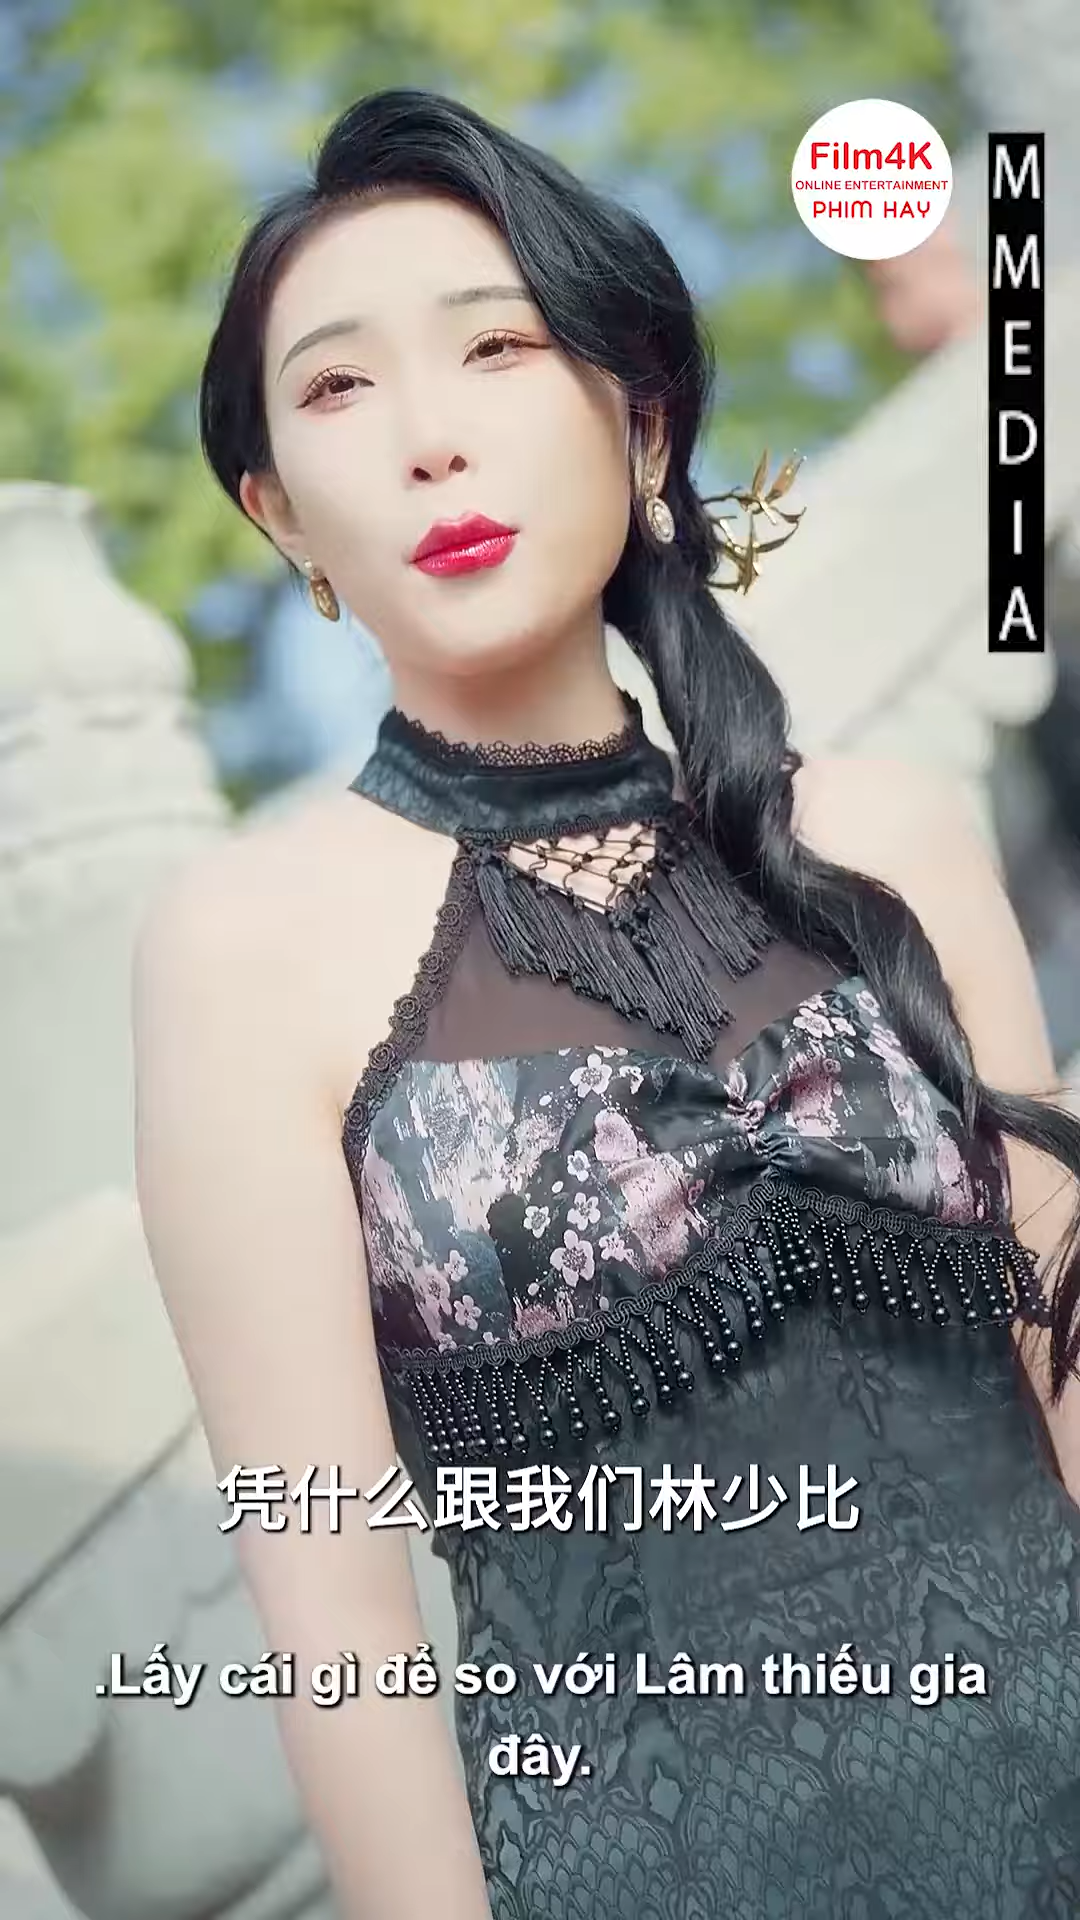 Film4K
ONLINE ENTERTAINMENT
PHIM HAY
MMEDIA
凭什么跟我们林少比
.Lấy cái gì để so với Lâm thiếu gia
đây.